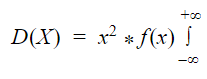 D(X) = x² * f(x) ∫₋∞⁺∞